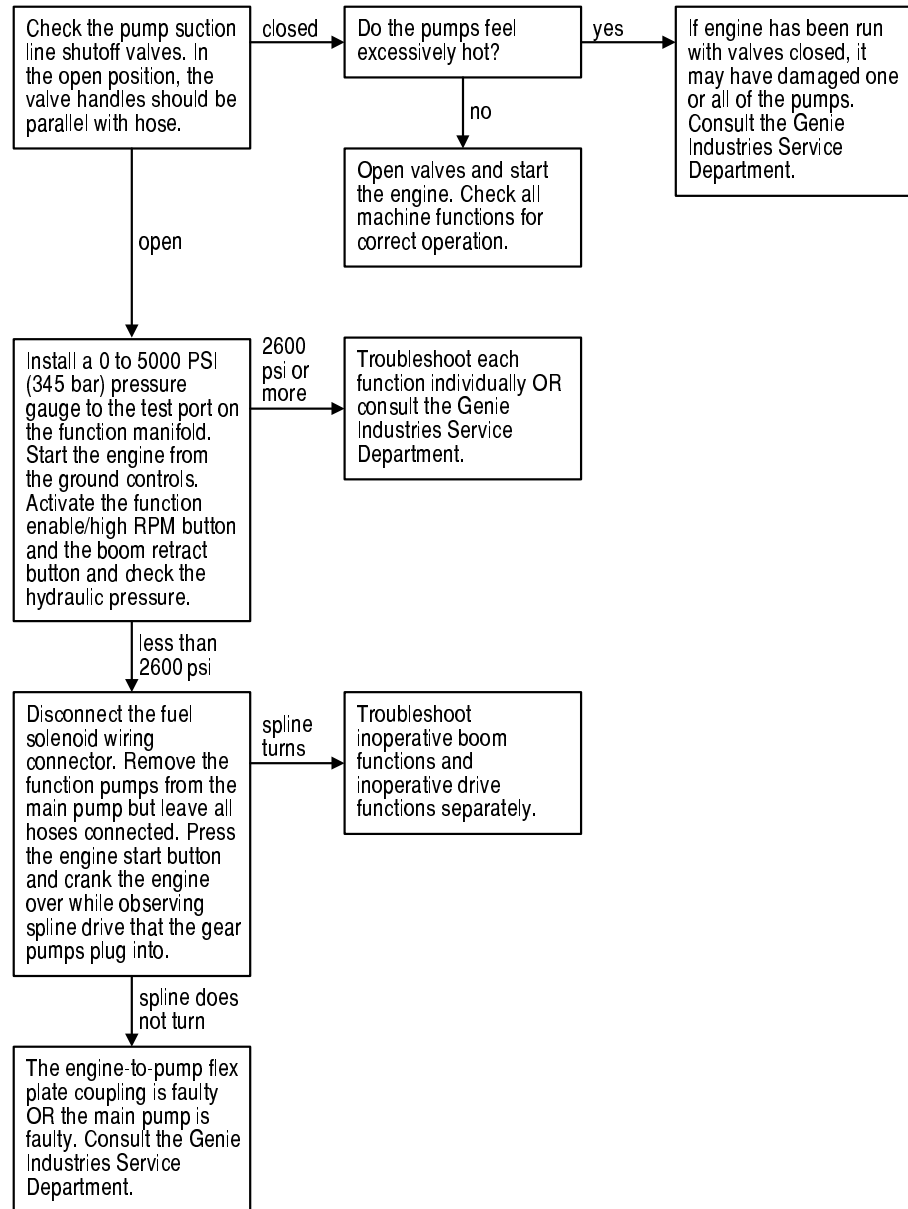 Check the pump suction
line shutoff valves. In
the open position, the
valve handles should be
parallel with hose.
closed
Do the pumps feel
excessively hot?
yes
If engine has been run
with valves closed, it
may have damaged one
or all of the pumps.
Consult the Genie
Industries Service
Department.
no
Open valves and start
the engine. Check all
machine functions for
correct operation.
open
Install a 0 to 5000 PSI
(345 bar) pressure
gauge to the test port on
the function manifold.
Start the engine from
the ground controls.
Activate the function
enable/high RPM button
and the boom retract
button and check the
hydraulic pressure.
2600
psi or
more
Troubleshoot each
function individually OR
consult the Genie
Industries Service
Department.
less than
2600 psi
Disconnect the fuel
solenoid wiring
connector. Remove the
function pumps from the
main pump but leave all
hoses connected. Press
the engine start button
and crank the engine
over while observing
spline drive that the gear
pumps plug into.
spline
turns
Troubleshoot
inoperative boom
functions and
inoperative drive
functions separately.
spline does
not turn
The engine-to-pump flex
plate coupling is faulty
OR the main pump is
faulty. Consult the Genie
Industries Service
Department.